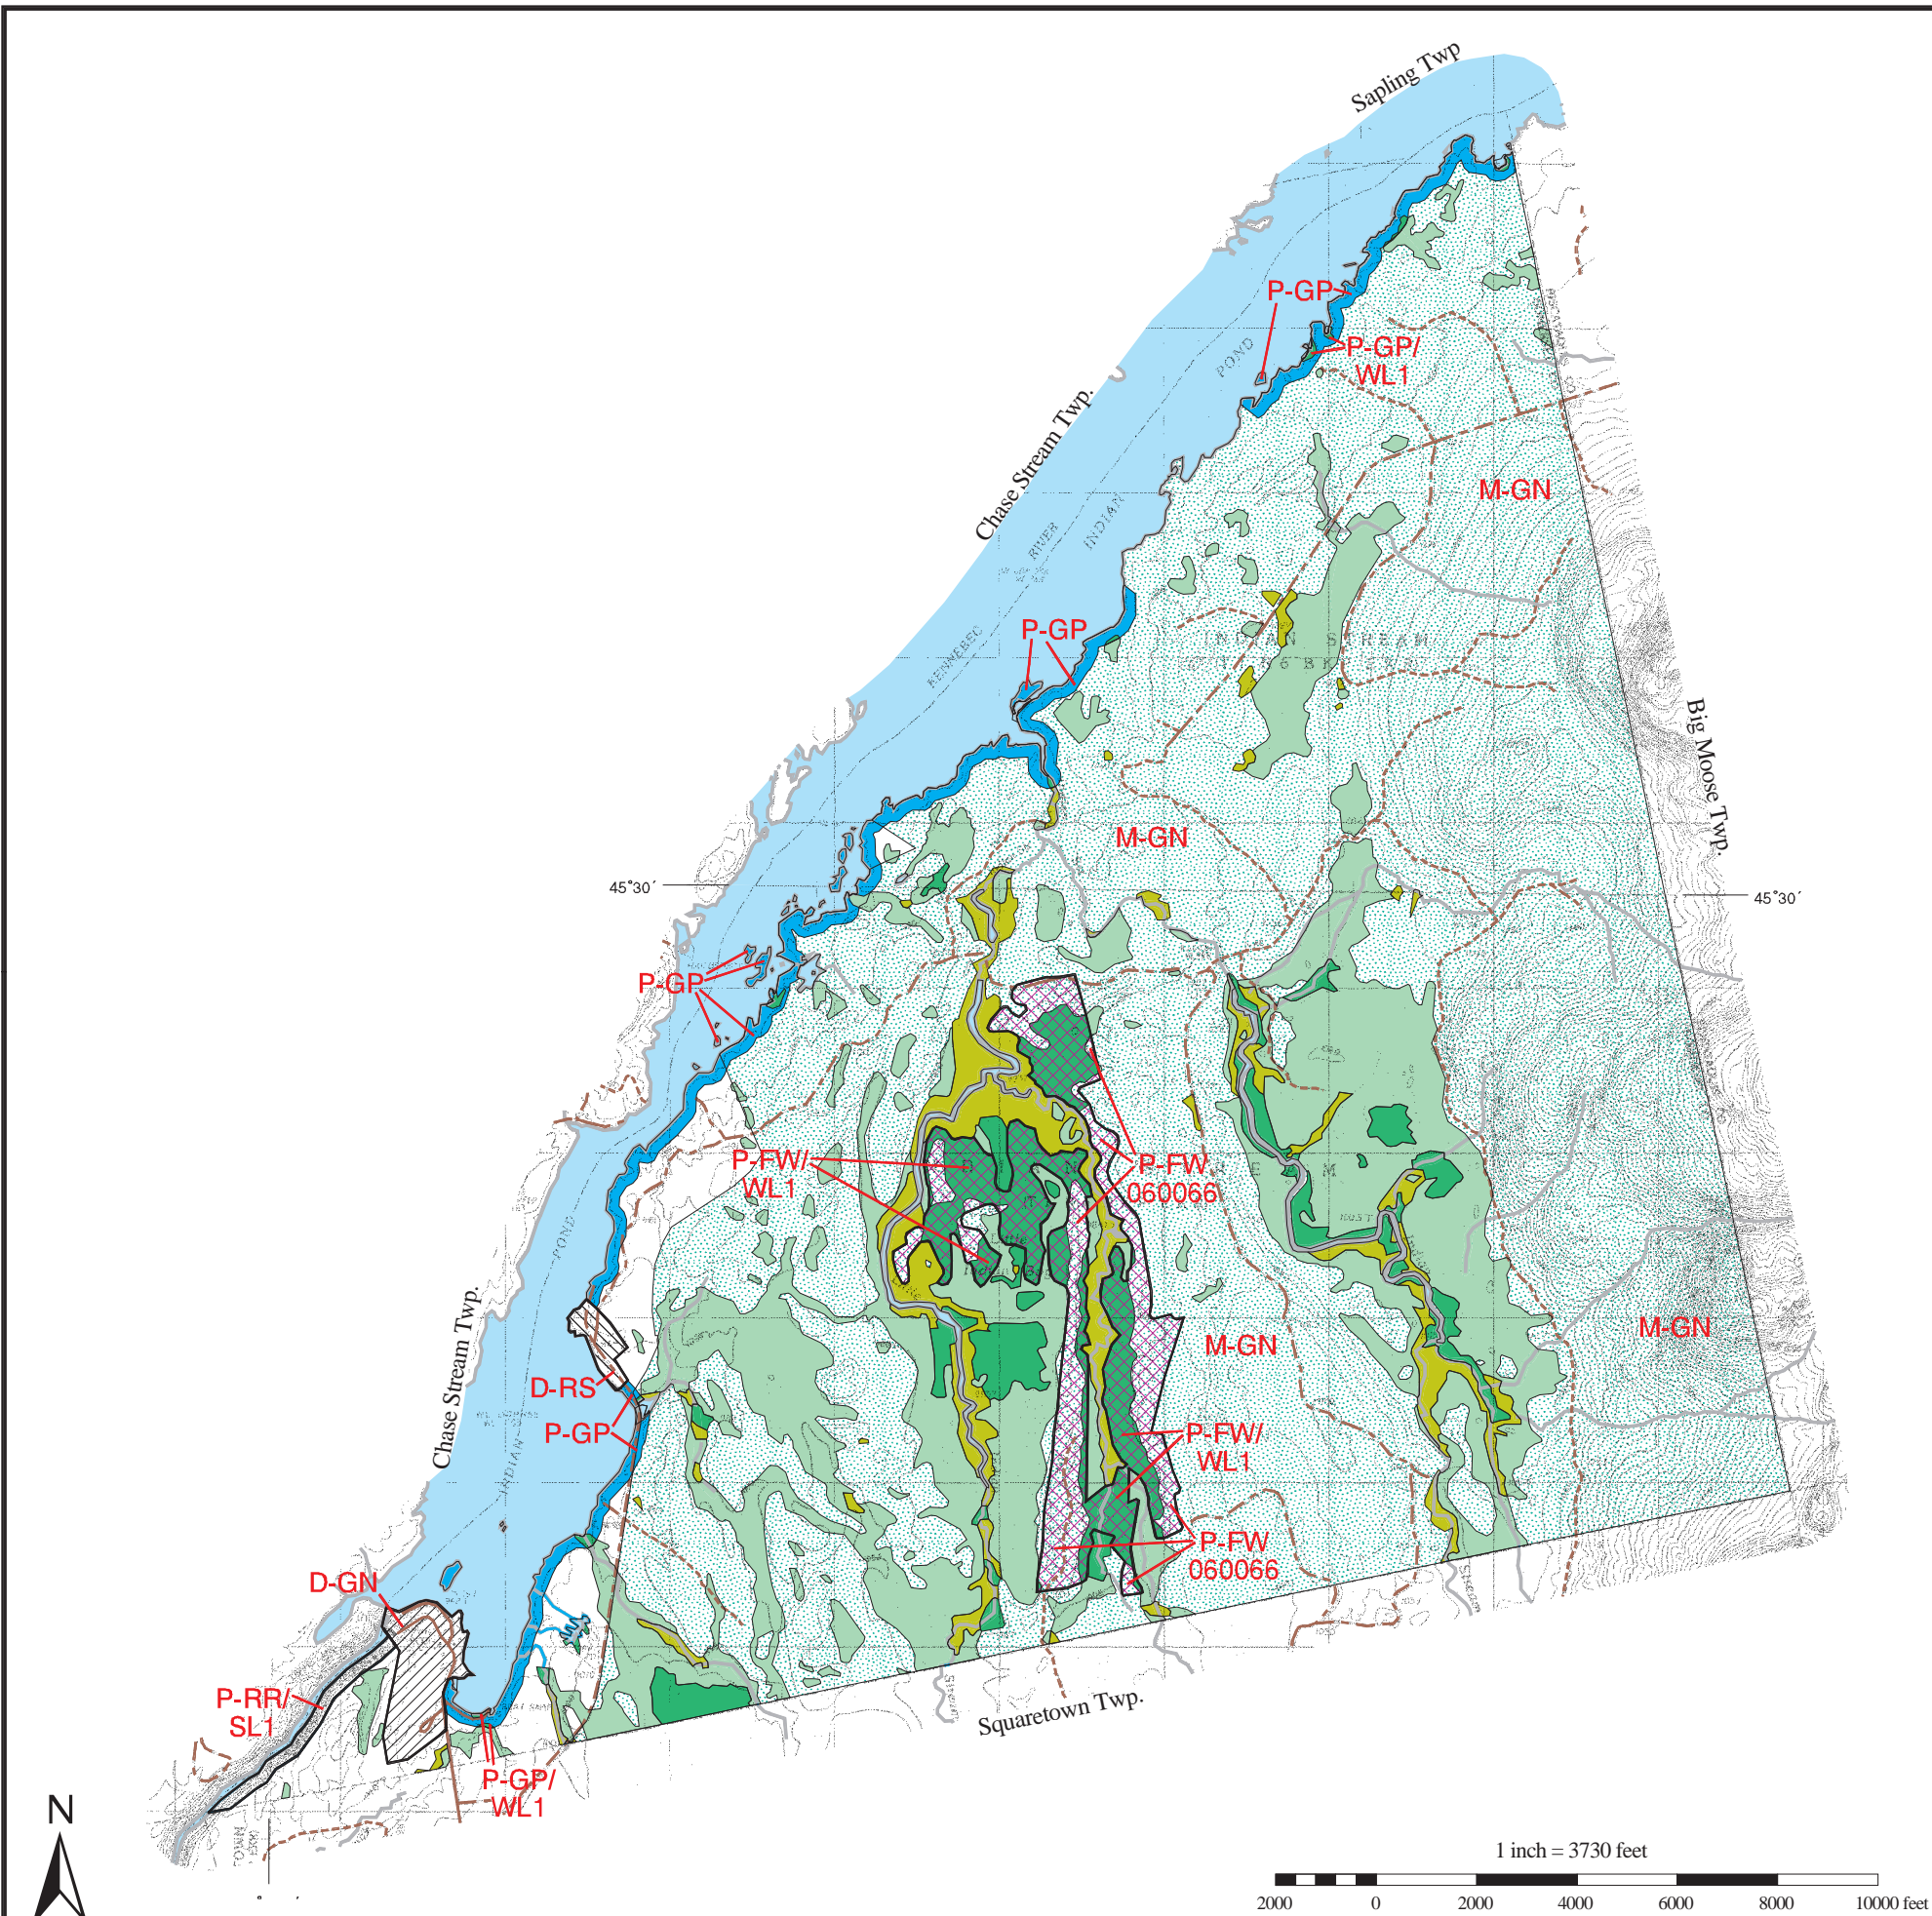 Sapling Twp
P-GP
POND
P-GP/
WL1
Chase Stream Twp.
M-GN
INDIAN
RIVER
P-GP
KENNEBEC
Big Moose Twp.
M-GN
45°30´
45°30´
P-GP
P-FW/
WL1
P-FW
060066
POND
M-GN
M-GN
Chase Stream Twp.
D-RS
P-GP
P-FW/
WL1
INDIAN
P-FW
060066
D-GN
Stream
P-RR/
SL1
Squaretown Twp.
P-GP/
WL1
N
1 inch = 3730 feet
2000 0 2000 4000 6000 8000 10000 feet